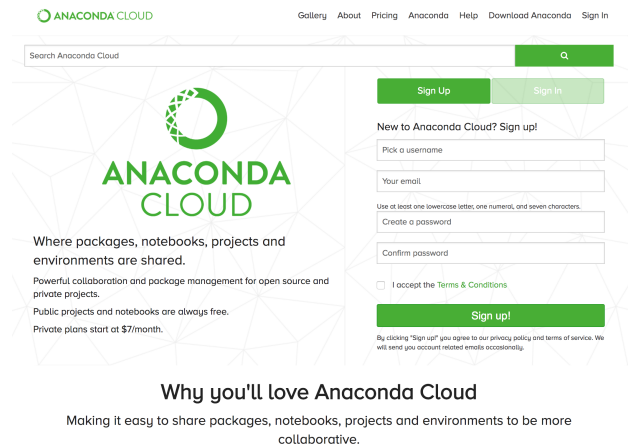 ANACONDA CLOUD
Gallery About Pricing Anaconda Help Download Anaconda Sign In
Search Anaconda Cloud
Sign Up
Sign In
ANACONDA
CLOUD
Where packages, notebooks, projects and
environments are shared.
Powerful collaboration and package management for open source and
private projects.
Public projects and notebooks are always free.
Private plans start at $7/month.
New to Anaconda Cloud? Sign up!
Pick a username
Your email
Use at least one lowercase letter, one numeral, and seven characters.
Create a password
Confirm password
I accept the Terms & Conditions
Sign up!
By clicking "Sign up!" you agree to our privacy policy and terms of service. We
will send you account related emails occasionally.
Why you'll love Anaconda Cloud
Making it easy to share packages, notebooks, projects and environments to be more
collaborative.